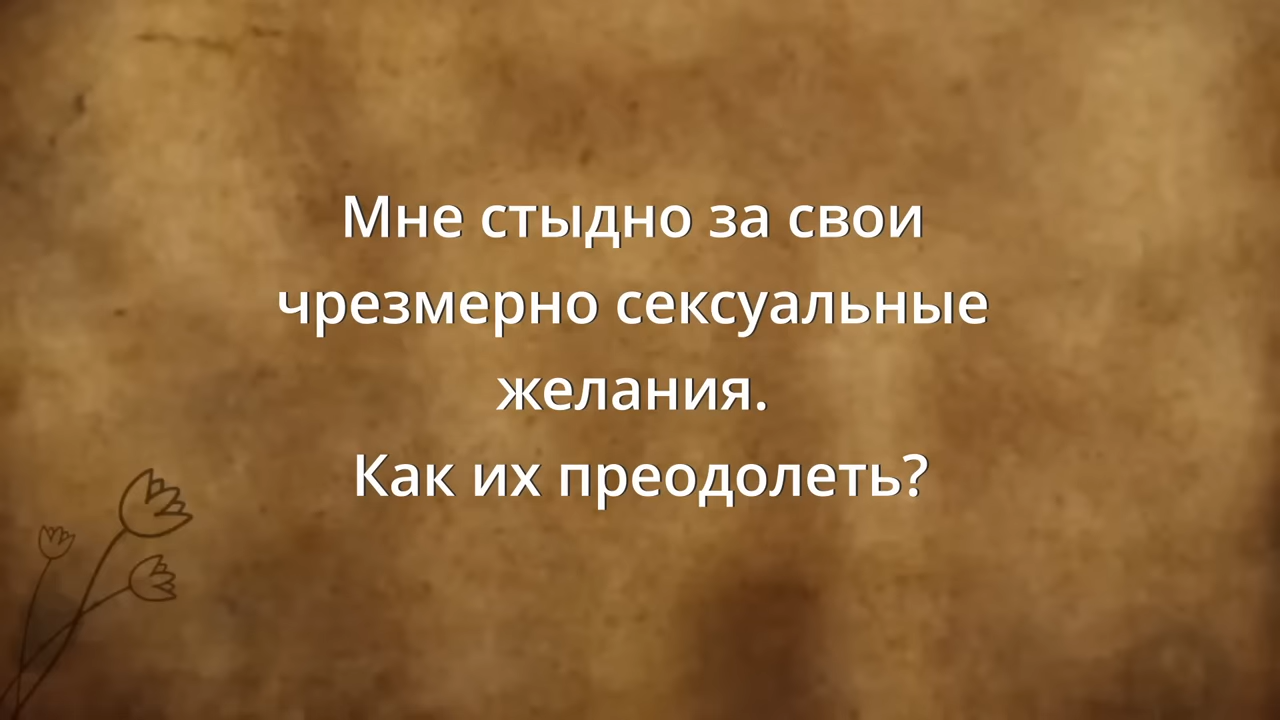 Мне стыдно за свои
чрезмерно сексуальные
желания.
Как их преодолеть?